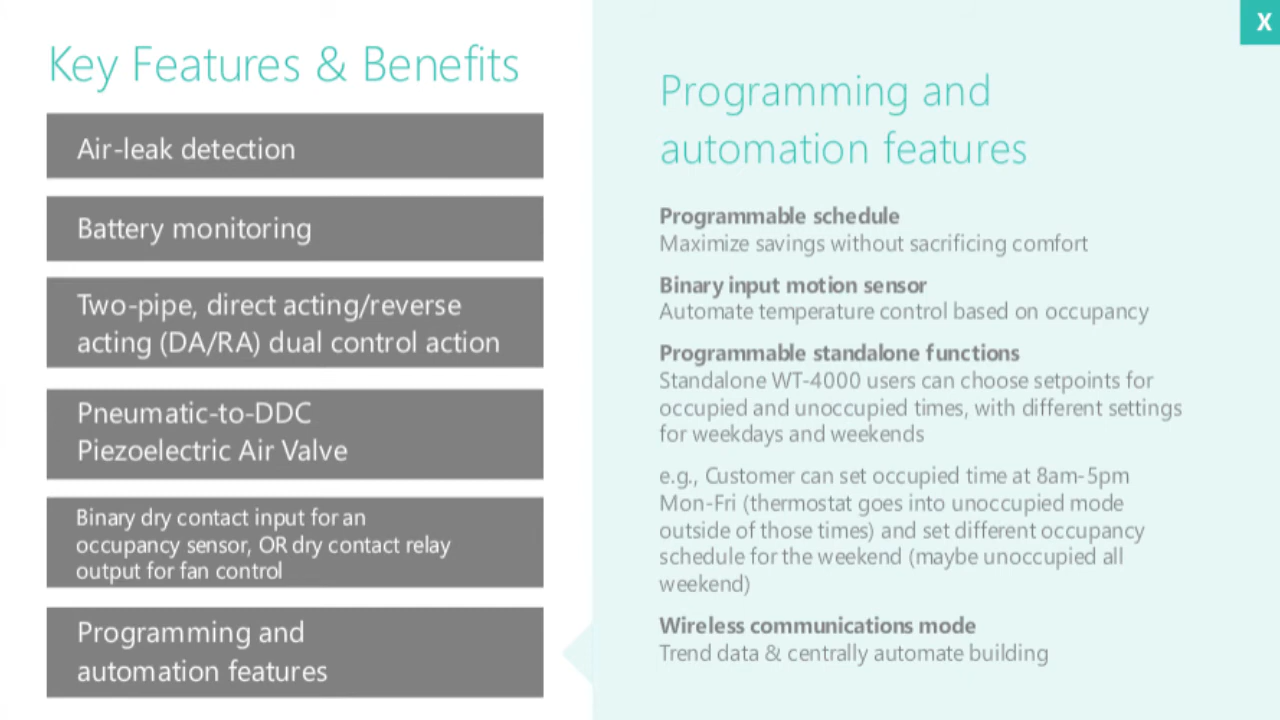 Key Features & Benefits
Air-leak detection
Battery monitoring
Two-pipe, direct acting/reverse
acting (DA/RA) dual control action
Pneumatic-to-DDC
Piezoelectric Air Valve
Binary dry contact input for an
occupancy sensor, OR dry contact relay
output for fan control
Programming and
automation features
X
Programming and
automation features
Programmable schedule
Maximize savings without sacrificing comfort
Binary input motion sensor
Automate temperature control based on occupancy
Programmable standalone functions
Standalone WT-4000 users can choose setpoints for
occupied and unoccupied times, with different settings
for weekdays and weekends
e.g., Customer can set occupied time at 8am-5pm
Mon-Fri (thermostat goes into unoccupied mode
outside of those times) and set different occupancy
schedule for the weekend (maybe unoccupied all
weekend)
Wireless communications mode
Trend data & centrally automate building